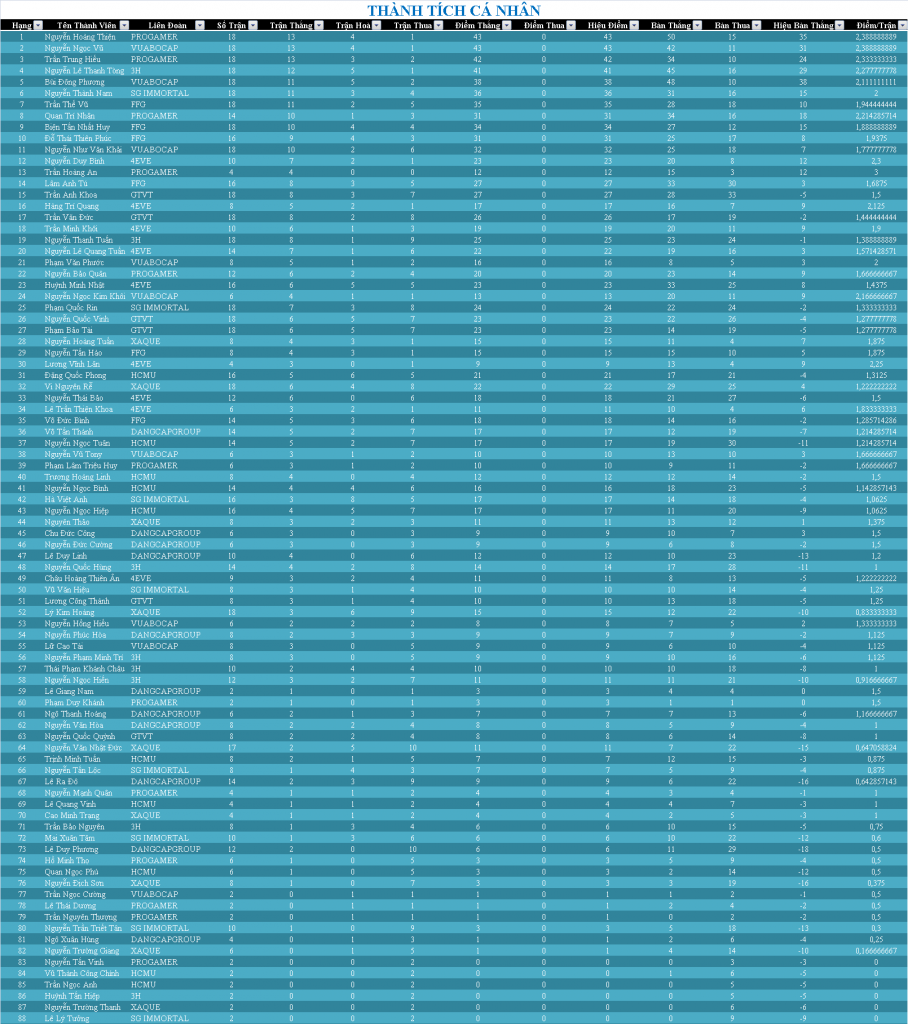 THÀNH TÍCH CÁ NHÂN
Hạng Tên Thành Viên Liên Đoàn Số Trận Trận Thắng Trận Hoà Trận Thua Điểm Thắng Điểm Thua Hiệu Điểm Bàn Thắng Bàn Thua Hiệu Bàn Thắng Điểm/Trận
1 Nguyễn Hoàng Thiện PROGAMER 18 13 4 1 43 0 43 50 15 35 2,388888889
2 Nguyễn Ngọc Vũ VUABOCAP 18 13 4 1 43 0 43 42 11 31 2,388888889
3 Trần Trung Hiếu PROGAMER 18 13 3 2 42 0 42 34 10 24 2,333333333
4 Nguyễn Lê Thanh Tòng 3H 18 12 5 1 41 0 41 45 16 29 2,277777778
5 Bùi Đông Phương VUABOCAP 18 11 5 2 38 0 38 48 10 38 2,111111111
6 Nguyễn Thành Nam SG IMMORTAL 18 11 3 4 36 0 36 31 16 15 2
7 Trần Thế Vũ FFG 18 11 2 5 35 0 35 28 18 10 1,944444444
8 Quan Trí Nhân PROGAMER 14 10 1 3 31 0 31 34 16 18 2,214285714
9 Biện Tấn Nhất Huy FFG 18 10 4 4 34 0 34 27 12 15 1,888888889
10 Đỗ Thái Thiên Phúc FFG 16 9 4 3 31 0 31 25 17 8 1,9375
11 Nguyễn Như Văn Khải VUABOCAP 18 10 2 6 32 0 32 25 18 7 1,777777778
12 Nguyễn Duy Bình 4EVE 10 7 2 1 23 0 23 20 8 12 2,3
13 Trần Hoàng An PROGAMER 4 4 0 0 12 0 12 15 3 12 3
14 Lâm Anh Tú FFG 16 8 3 5 27 0 27 33 30 3 1,6875
15 Trần Anh Khoa GTVT 18 8 3 7 27 0 27 28 33 -5 1,5
16 Hàng Trí Quang 4EVE 8 5 2 1 17 0 17 16 7 9 2,125
17 Trần Văn Đức GTVT 18 8 2 8 26 0 26 17 19 -2 1,444444444
18 Trần Minh Khôi 4EVE 10 6 1 3 19 0 19 20 11 9 1,9
19 Nguyễn Thanh Tuấn 3H 18 8 1 9 25 0 25 23 24 -1 1,388888889
20 Nguyễn Lê Quang Tuấn 4EVE 14 7 1 6 22 0 22 19 16 3 1,571428571
21 Phạm Văn Phước VUABOCAP 8 5 1 2 16 0 16 8 5 3 2
22 Nguyễn Bảo Quân PROGAMER 12 6 2 4 20 0 20 23 14 9 1,666666667
23 Huỳnh Minh Nhật 4EVE 16 6 5 5 23 0 23 33 25 8 1,4375
24 Nguyễn Ngọc Kim Khôi VUABOCAP 6 4 1 1 13 0 13 20 11 9 2,166666667
25 Phạm Quốc Rin SG IMMORTAL 18 7 3 8 24 0 24 22 24 -2 1,333333333
26 Nguyễn Quốc Vinh GTVT 18 6 5 7 23 0 23 22 26 -4 1,277777778
27 Phạm Bảo Tài GTVT 18 6 5 7 23 0 23 14 19 -5 1,277777778
28 Nguyễn Hoàng Tuấn XAQUE 8 4 3 1 15 0 15 11 4 7 1,875
29 Nguyễn Tấn Hảo FFG 8 4 3 1 15 0 15 15 10 5 1,875
30 Lương Vĩnh Lân 4EVE 4 3 0 1 9 0 9 13 4 9 2,25
31 Đặng Quốc Phong HCMU 16 5 6 5 21 0 21 17 21 -4 1,3125
32 Vi Nguyên Rễ XAQUE 18 6 4 8 22 0 22 29 25 4 1,222222222
33 Nguyễn Thái Bảo 4EVE 12 6 0 6 18 0 18 21 27 -6 1,5
34 Lê Trần Thiên Khoa 4EVE 6 3 2 1 11 0 11 10 4 6 1,833333333
35 Võ Đức Bình FFG 14 5 3 6 18 0 18 14 16 -2 1,285714286
36 Võ Tấn Thành DANGCAPGROUP 14 5 2 7 17 0 17 12 19 -7 1,214285714
37 Nguyễn Ngọc Tuân HCMU 14 5 2 7 17 0 17 19 30 -11 1,214285714
38 Nguyễn Vũ Tony VUABOCAP 6 3 1 2 10 0 10 13 10 3 1,666666667
39 Phạm Lâm Triệu Huy PROGAMER 6 3 1 2 10 0 10 9 11 -2 1,666666667
40 Trương Hoàng Linh HCMU 8 4 0 4 12 0 12 12 14 -2 1,5
41 Nguyễn Ngọc Bình HCMU 14 4 4 6 16 0 16 18 23 -5 1,142857143
42 Hà Việt Anh SG IMMORTAL 16 3 8 5 17 0 17 14 18 -4 1,0625
43 Nguyễn Ngọc Hiệp HCMU 16 4 5 7 17 0 17 11 20 -9 1,0625
44 Nguyễn Thảo XAQUE 8 3 2 3 11 0 11 13 12 1 1,375
45 Chu Đức Công DANGCAPGROUP 6 3 0 3 9 0 9 10 7 3 1,5
46 Nguyễn Đức Cường DANGCAPGROUP 6 3 0 3 9 0 9 6 8 -2 1,5
47 Lê Duy Linh DANGCAPGROUP 10 4 0 6 12 0 12 10 23 -13 1,2
48 Nguyễn Quốc Hùng 3H 14 4 2 8 14 0 14 17 28 -11 1
49 Châu Hoàng Thiên Ân 4EVE 9 3 2 4 11 0 11 8 13 -5 1,222222222
50 Vũ Văn Hiếu SG IMMORTAL 8 3 1 4 10 0 10 10 14 -4 1,25
51 Lương Công Thành GTVT 8 3 1 4 10 0 10 13 18 -5 1,25
52 Lý Kim Hoàng XAQUE 18 3 6 9 15 0 15 12 22 -10 0,833333333
53 Nguyễn Hồng Hiếu VUABOCAP 6 2 2 2 8 0 8 7 5 2 1,333333333
54 Nguyễn Phúc Hòa DANGCAPGROUP 8 2 3 3 9 0 9 7 9 -2 1,125
55 Lữ Cao Tài VUABOCAP 8 3 0 5 9 0 9 6 10 -4 1,125
56 Nguyễn Phạm Minh Trí 3H 8 3 0 5 9 0 9 10 16 -6 1,125
57 Thái Phạm Khánh Châu 3H 10 2 4 4 10 0 10 10 18 -8 1
58 Nguyễn Ngọc Hiển 3H 12 3 2 7 11 0 11 11 21 -10 0,916666667
59 Lê Giang Nam DANGCAPGROUP 2 1 0 1 3 0 3 4 4 0 1,5
60 Phạm Duy Khánh PROGAMER 2 1 0 1 3 0 3 1 1 0 1,5
61 Ngô Thanh Hoàng DANGCAPGROUP 6 2 1 3 7 0 7 7 13 -6 1,166666667
62 Nguyễn Văn Hòa DANGCAPGROUP 8 2 2 4 8 0 8 5 9 -4 1
63 Nguyễn Quốc Quỳnh GTVT 8 2 2 4 8 0 8 6 14 -8 1
64 Nguyễn Văn Nhật Đức XAQUE 17 2 5 10 11 0 11 7 22 -15 0,647058824
65 Trịnh Minh Tuấn HCMU 8 2 1 5 7 0 7 12 15 -3 0,875
66 Nguyễn Tấn Lộc SG IMMORTAL 8 1 4 3 7 0 7 5 9 -4 0,875
67 Lê Ra Đô DANGCAPGROUP 14 2 3 9 9 0 9 6 22 -16 0,642857143
68 Nguyễn Mạnh Quân PROGAMER 4 1 1 2 4 0 4 3 4 -1 1
69 Lê Quang Vinh HCMU 4 1 1 2 4 0 4 4 7 -3 1
70 Cao Minh Trang XAQUE 4 1 1 2 4 0 4 2 5 -3 1
71 Trần Bảo Nguyên 3H 8 1 3 4 6 0 6 10 15 -5 0,75
72 Mai Xuân Tâm SG IMMORTAL 10 1 3 6 6 0 6 10 22 -12 0,6
73 Lê Duy Phương DANGCAPGROUP 12 2 0 10 6 0 6 11 29 -18 0,5
74 Hồ Minh Thọ PROGAMER 6 1 0 5 3 0 3 5 9 -4 0,5
75 Quan Ngọc Phú HCMU 6 1 0 5 3 0 3 2 14 -12 0,5
76 Nguyễn Địch Sơn XAQUE 8 1 0 7 3 0 3 3 19 -16 0,375
77 Trần Ngọc Cường VUABOCAP 2 0 1 1 1 0 1 1 2 -1 0,5
78 Lê Thái Dương PROGAMER 2 0 1 1 1 0 1 2 4 -2 0,5
79 Trần Nguyên Thượng PROGAMER 2 0 1 1 1 0 1 0 2 -2 0,5
80 Nguyễn Trần Triết Tân SG IMMORTAL 10 1 0 9 3 0 3 5 18 -13 0,3
81 Ngô Xuân Hùng DANGCAPGROUP 4 0 1 3 1 0 1 2 6 -4 0,25
82 Nguyễn Trường Giang XAQUE 6 0 1 5 1 0 1 4 14 -10 0,166666667
83 Nguyễn Tấn Vinh PROGAMER 2 0 0 2 0 0 0 0 3 -3 0
84 Vũ Thành Công Chính HCMU 2 0 0 2 0 0 0 1 6 -5 0
85 Trần Ngọc Anh HCMU 2 0 0 2 0 0 0 0 5 -5 0
86 Huỳnh Tấn Hiệp 3H 2 0 0 2 0 0 0 0 5 -5 0
87 Nguyễn Trường Thanh XAQUE 2 0 0 2 0 0 0 0 6 -6 0
88 Lê Lý Tưởng SG IMMORTAL 2 0 0 2 0 0 0 0 9 -9 0